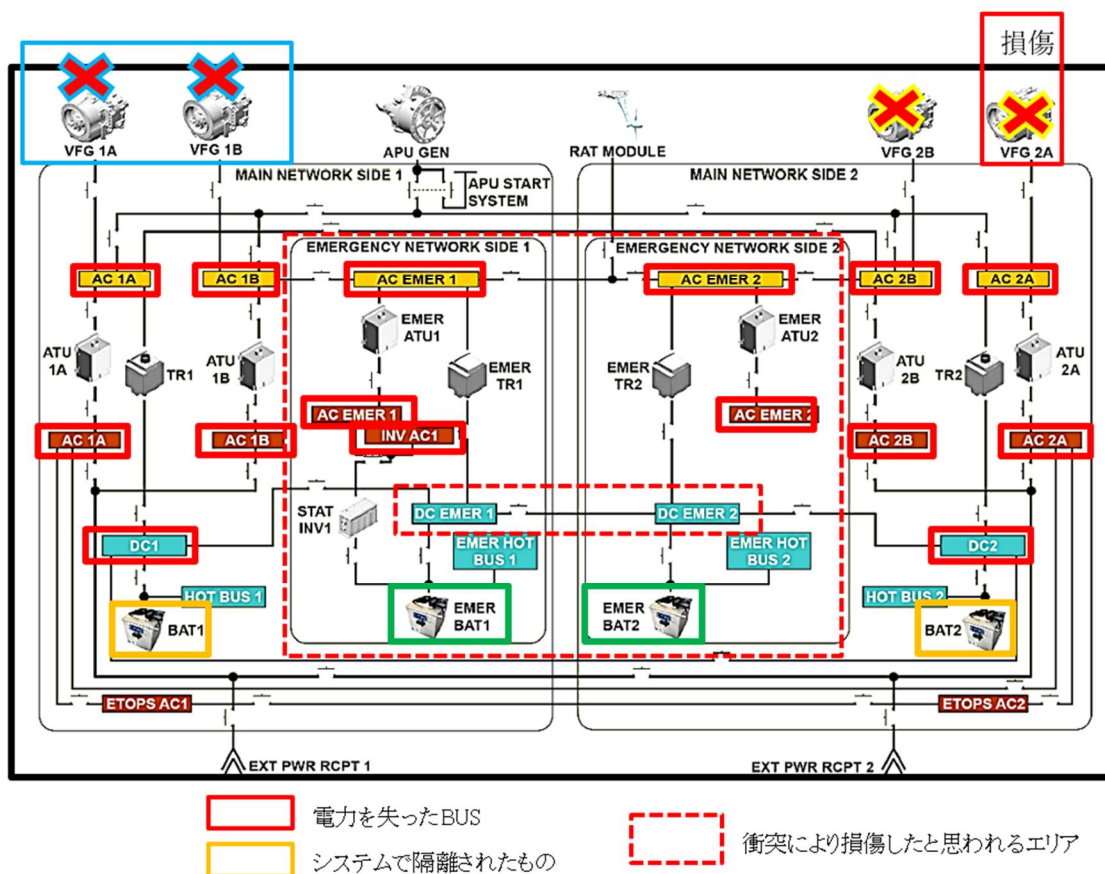 損傷
VFG 1A
VFG 1B
APU GEN
RAT MODULE
VFG 2B
VFG 2A
MAIN NETWORK SIDE 1
APU START
SYSTEM
MAIN NETWORK SIDE 2
EMERGENCY NETWORK SIDE 1
EMERGENCY NETWORK SIDE 2
AC 1A
AC 1B
AC EMER 1
AC EMER 2
AC 2B
AC 2A
ATU
1A
TR1
ATU
1B
EMER
ATU1
EMER
TR1
EMER
TR2
EMER
ATU2
ATU
2B
TR2
ATU
2A
AC EMER 1
AC EMER 2
AC 1A
AC 1B
INV AC1
AC 2B
AC 2A
STAT
INV1
DC EMER 1
DC EMER 2
DC1
EMER HOT
BUS 1
EMER HOT
BUS 2
DC2
HOT BUS 1
HOT BUS 2
BAT1
EMER
BAT1
EMER
BAT2
BAT2
ETOPS AC1
ETOPS AC2
EXT PWR RCPT 1
EXT PWR RCPT 2
電力を失ったBUS
衝突により損傷したと思われるエリア
システムで隔離されたもの